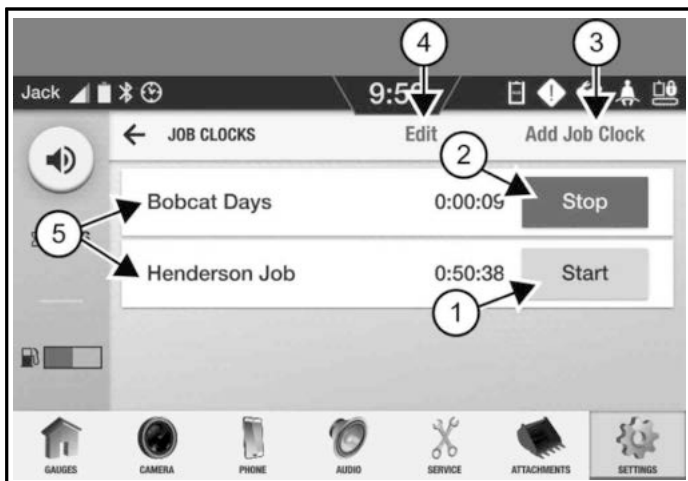 4
3
Jack
9:5
JOB CLOCKS
Edit
Add Job Clock
2
Bobcat Days
0:00:09
Stop
5
Henderson Job
0:50:38
Start
1
GAUGES
CAMERA
PHONE
AUDIO
SERVICE
ATTACHMENTS
SETTINGS